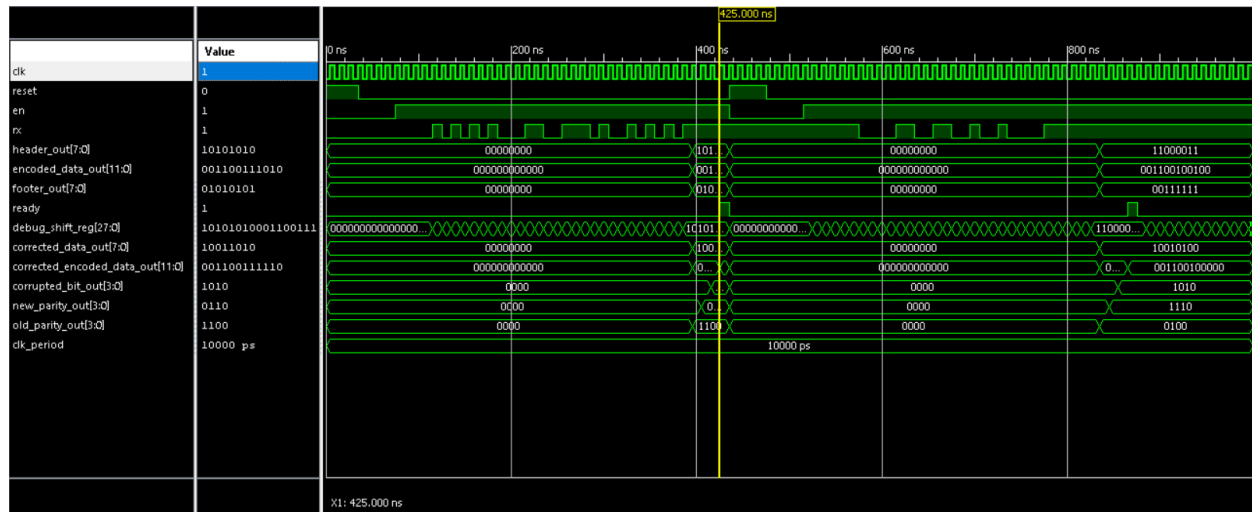 425.000 ns
Value
0 ns 200 ns 400 ns 600 ns 800 ns
clk 1
reset 0
en 1
rx 1
header_out[7:0] 10101010 00000000 101... 00000000 11000011
encoded_data_out[11:0] 001100111010 000000000000 001... 000000000000 001100100100
footer_out[7:0] 01010101 00000000 010... 00000000 00111111
ready 1
debug_shift_reg[27:0] 10101010001100111 000000000000000... 10101... 00000000000... 110000...
corrected_data_out[7:0] 10011010 00000000 100... 00000000 10010100
corrected_encoded_data_out[11:0] 001100111110 000000000000 0... 000000000000 0... 001100100000
corrupted_bit_out[3:0] 1010 0000 ... 0000 1010
new_parity_out[3:0] 0110 0000 0... 0000 1110
old_parity_out[3:0] 1100 0000 1100 0000 0100
clk_period 10000 ps 10000 ps
X1: 425.000 ns